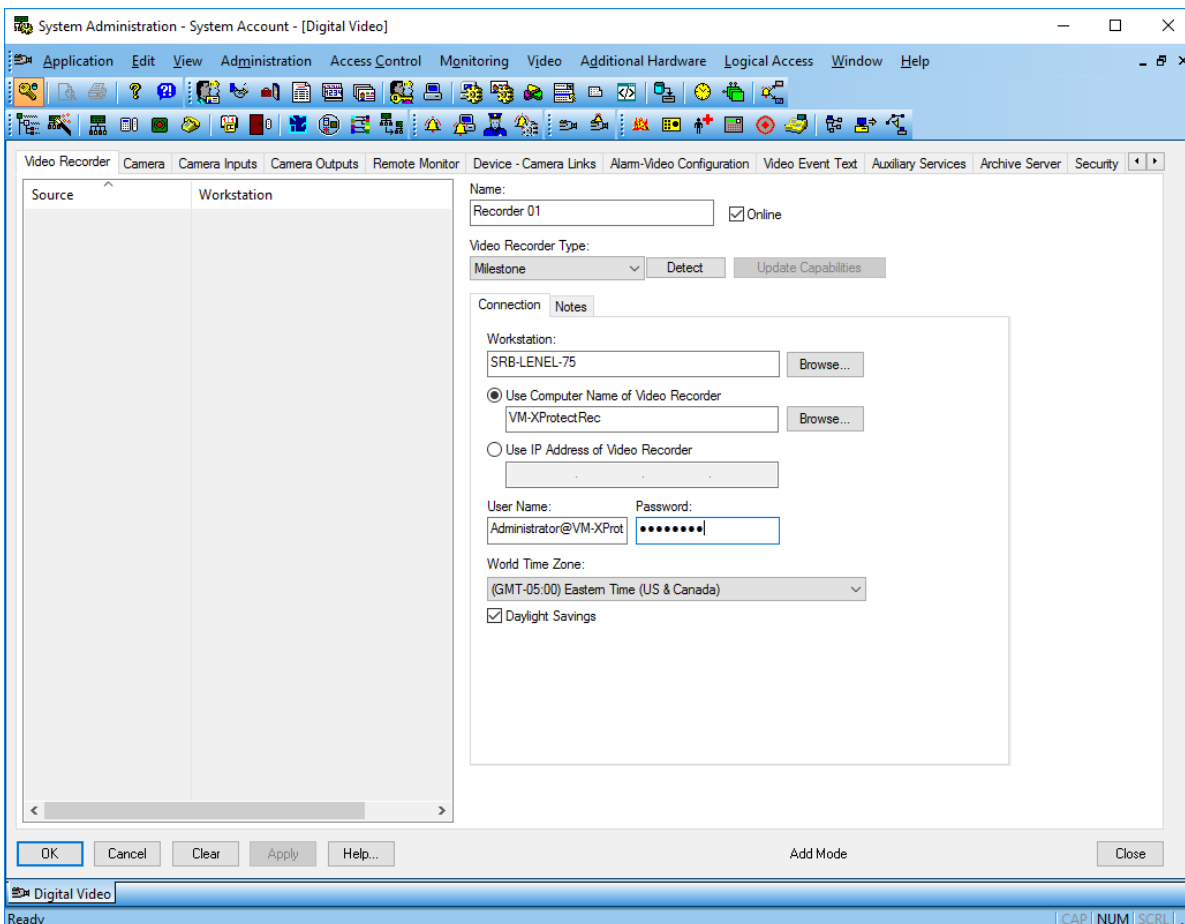 System Administration - System Account - [Digital Video]
Application Edit View Administration Access Control Monitoring Video Additional Hardware Logical Access Window Help
Video Recorder Camera Camera Inputs Camera Outputs Remote Monitor Device - Camera Links Alarm-Video Configuration Video Event Text Auxiliary Services Archive Server Security
Source Workstation
Name:
Recorder 01
Online
Video Recorder Type:
Milestone Detect Update Capabilities
Connection Notes
Workstation:
SRB-LENEL-75 Browse...
Use Computer Name of Video Recorder
VM-XProtectRec Browse...
Use IP Address of Video Recorder
. . .
User Name: Password:
Administrator@VM-XProt ●●●●●●●●
World Time Zone:
(GMT-05:00) Eastern Time (US & Canada)
Daylight Savings
OK Cancel Clear Apply Help... Add Mode Close
Digital Video
Ready CAP NUM SCRL